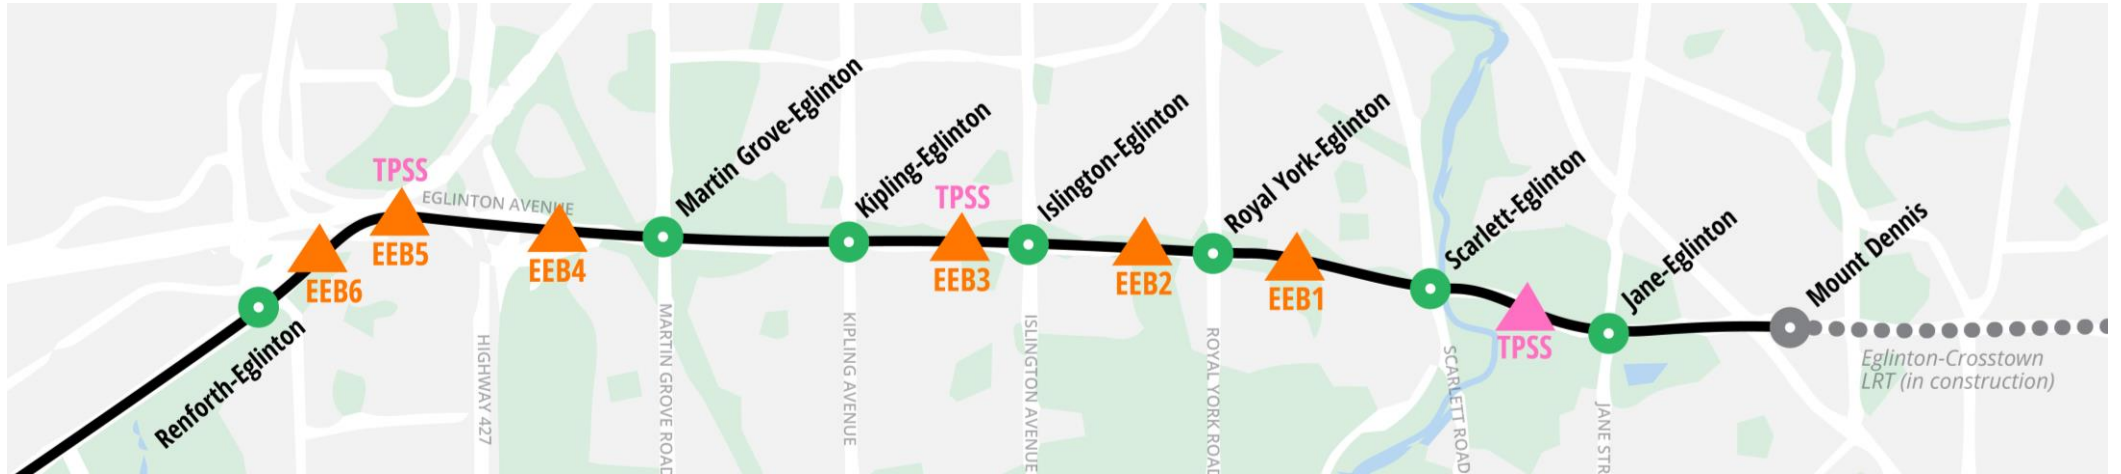 Renforth-Eglinton
EEB6
TPSS
EEB5
EGLINTON AVENUE
EEB4
HIGHWAY 427
Martin Grove-Eglinton
MARTIN GROVE ROAD
Kipling-Eglinton
KIPLING AVENUE
TPSS
EEB3
Islington-Eglinton
ISLINGTON AVENUE
EEB2
Royal York-Eglinton
ROYAL YORK ROAD
EEB1
Scarlett-Eglinton
SCARLETT ROAD
TPSS
Jane-Eglinton
JANE STR
Mount Dennis
Eglinton-Crosstown
LRT (in construction)